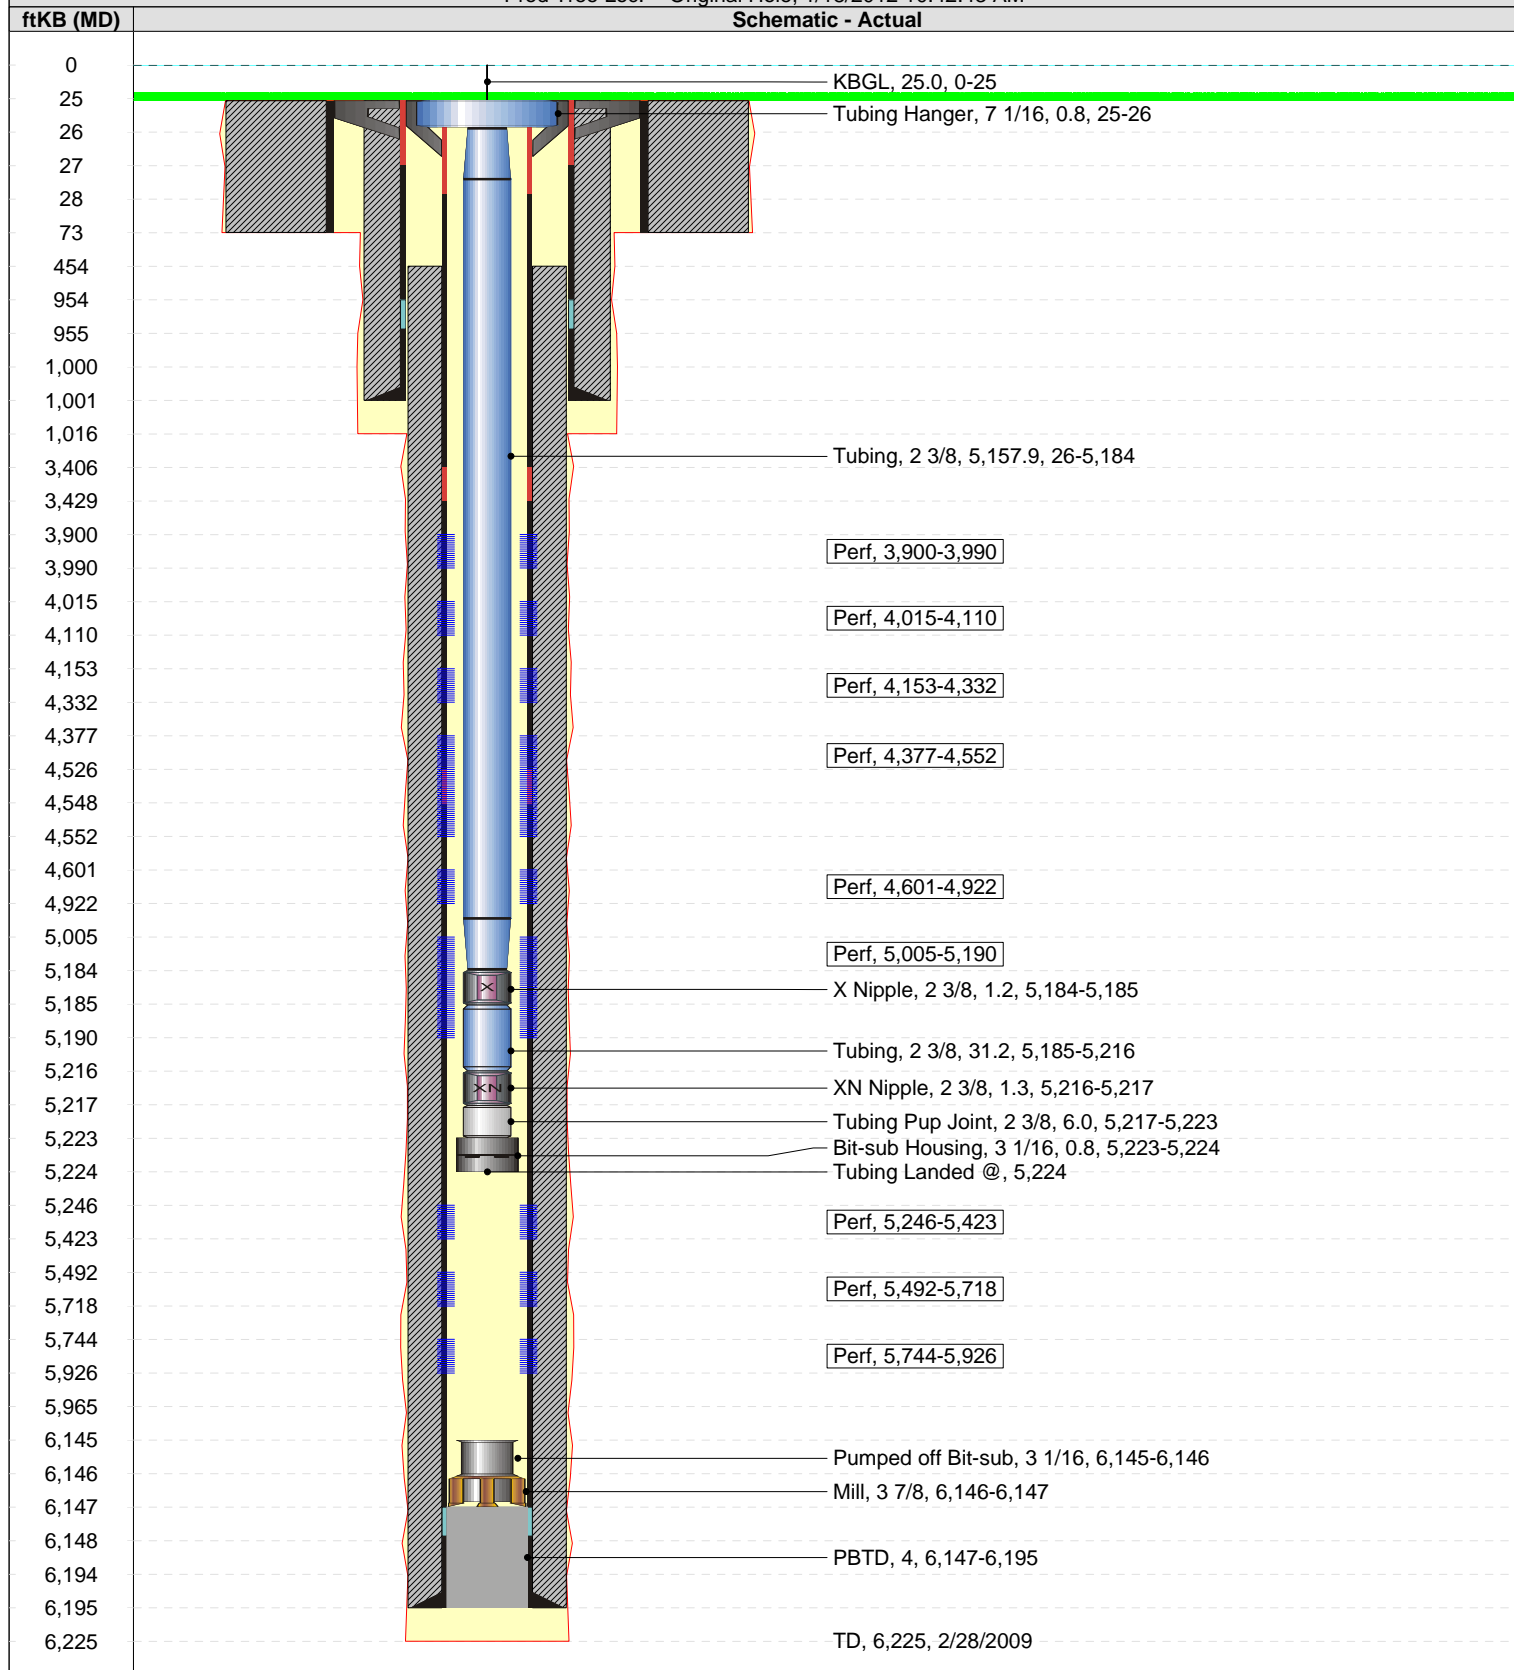 ftKB (MD)
Schematic - Actual
0
KBGL, 25.0, 0-25
25
Tubing Hanger, 7 1/16, 0.8, 25-26
26
27
28
73
454
954
955
1,000
1,001
1,016
Tubing, 2 3/8, 5,157.9, 26-5,184
3,406
3,429
3,900
Perf, 3,900-3,990
3,990
4,015
Perf, 4,015-4,110
4,110
4,153
Perf, 4,153-4,332
4,332
4,377
Perf, 4,377-4,552
4,526
4,548
4,552
4,601
Perf, 4,601-4,922
4,922
5,005
Perf, 5,005-5,190
5,184
X
X Nipple, 2 3/8, 1.2, 5,184-5,185
5,185
5,190
Tubing, 2 3/8, 31.2, 5,185-5,216
5,216
XN
XN Nipple, 2 3/8, 1.3, 5,216-5,217
5,217
Tubing Pup Joint, 2 3/8, 6.0, 5,217-5,223
5,223
Bit-sub Housing, 3 1/16, 0.8, 5,223-5,224
5,224
Tubing Landed @, 5,224
5,246
Perf, 5,246-5,423
5,423
5,492
Perf, 5,492-5,718
5,718
5,744
Perf, 5,744-5,926
5,926
5,965
6,145
Pumped off Bit-sub, 3 1/16, 6,145-6,146
6,146
Mill, 3 7/8, 6,146-6,147
6,147
6,148
PBTD, 4, 6,147-6,195
6,194
6,195
6,225
TD, 6,225, 2/28/2009